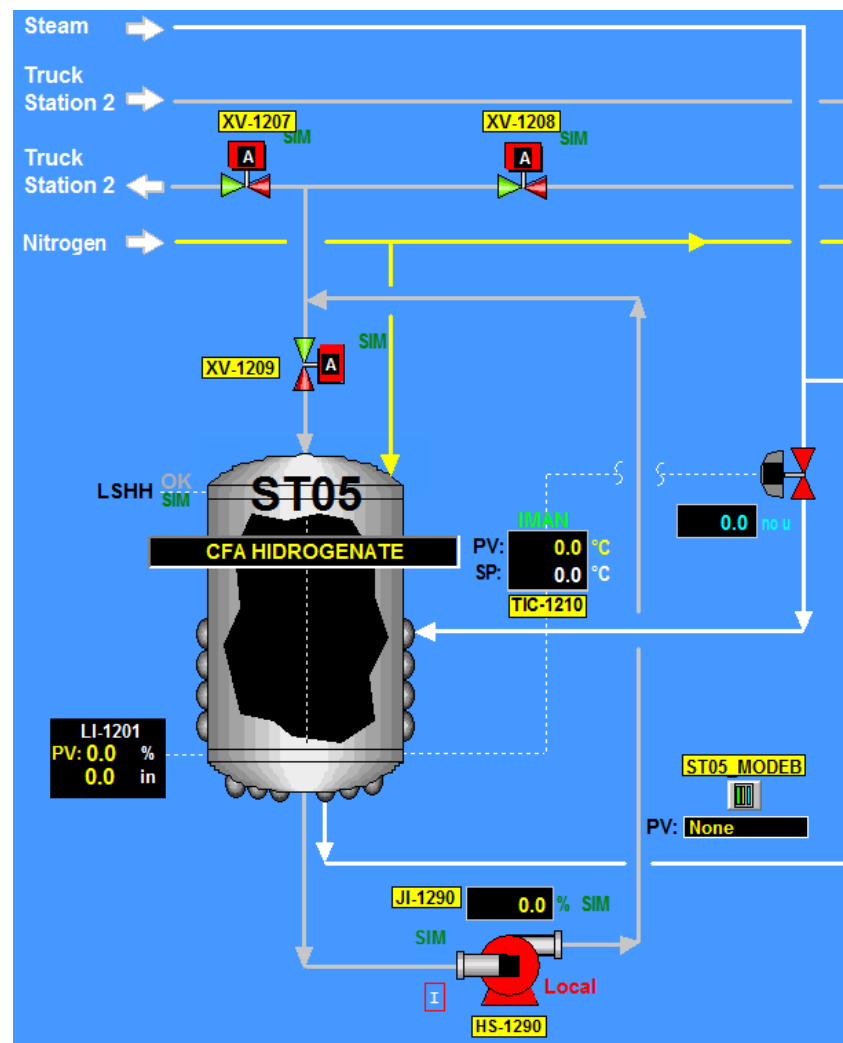 Steam
Truck
Station 2
XV-1207
SIM
A
XV-1208
SIM
A
Truck
Station 2
Nitrogen
XV-1209
SIM
A
LSHH
OK
SIM
ST05
CFA HIDROGENATE
IMAN
PV: 0.0 °C
SP: 0.0 °C
TIC-1210
0.0 no u
LI-1201
PV: 0.0 %
0.0 in
ST05_MODEB
PV: None
JI-1290 0.0 % SIM
SIM
Local
I
HS-1290